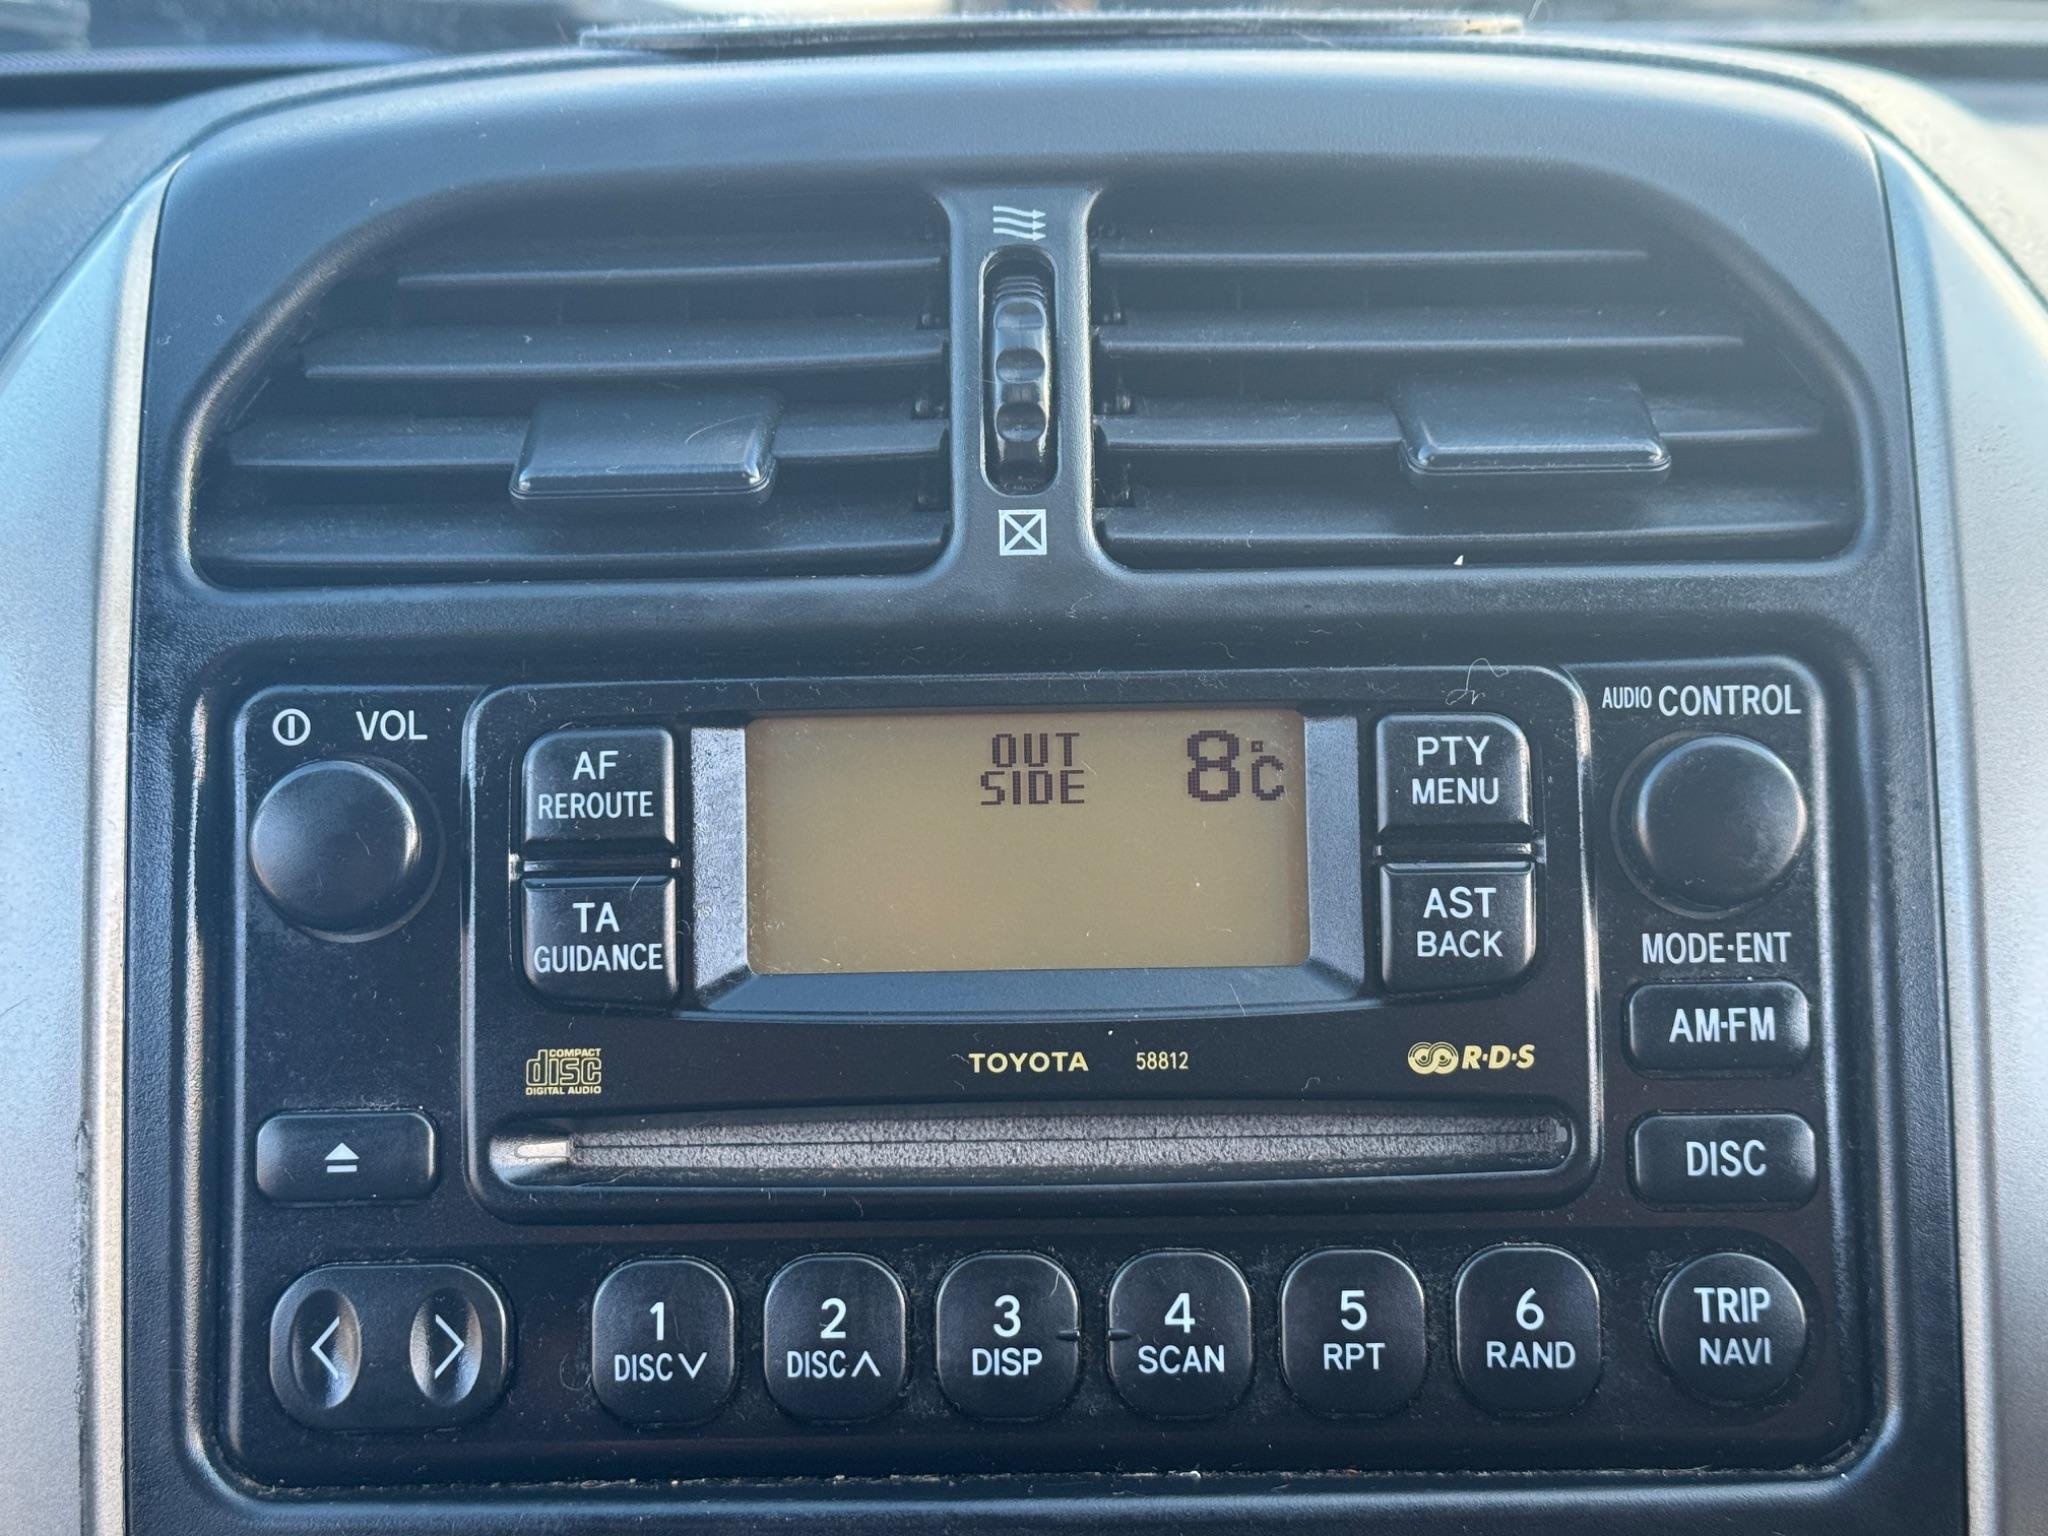 VOL
AUDIO CONTROL
AF
REROUTE
OUT
SIDE
8°C
PTY
MENU
TA
GUIDANCE
AST
BACK
MODE·ENT
AM·FM
COMPACT
disc
DIGITAL AUDIO
TOYOTA 58812
R·D·S
DISC
1
DISC
2
DISC
3
DISP
4
SCAN
5
RPT
6
RAND
TRIP
NAVI